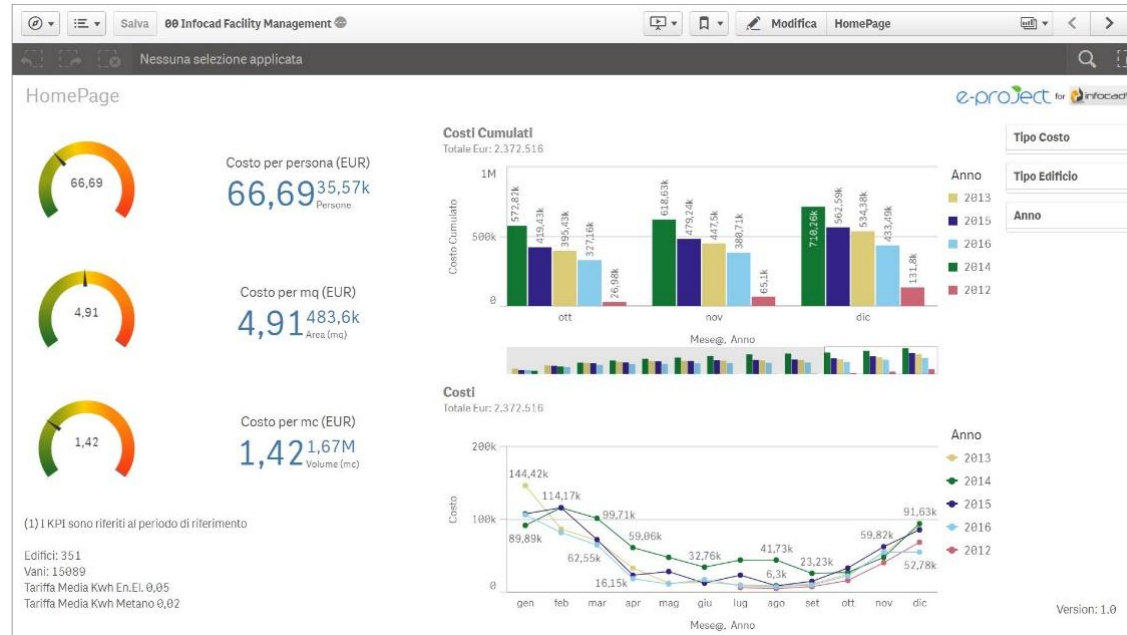 Salva 00 Infocad Facility Management
Modifica HomePage
Nessuna selezione applicata
HomePage
e-project for infocad
Costo per persona (EUR)
66,69
66,69 35,57k
Persone
Costo per mq (EUR)
4,91
4,91 483,6k
Area (mq)
Costo per mc (EUR)
1,42
1,42 1,67M
Volume (mc)
(1) I KPI sono riferiti al periodo di riferimento
Edifici: 351
Vani: 15089
Tariffa Media Kwh En.El. 0,05
Tariffa Media Kwh Metano 0,02
Costi Cumulati
Totale Eur: 2.372.516
Costo Cumulato
1M
500k
0
572,82k
419,43k
395,43k
327,16k
26,98k
618,63k
479,24k
447,5k
380,71k
65,1k
710,26k
562,59k
534,38k
433,49k
131,8k
ott nov dic
Mese@, Anno
Anno
2013
2015
2016
2014
2012
Costi
Totale Eur: 2.372.516
Costo
200k
100k
0
144,42k
114,17k
89,89k
99,71k
62,55k
59,06k
16,15k
32,76k
41,73k
6,3k
23,23k
59,82k
91,63k
52,78k
gen feb mar apr mag giu lug ago set ott nov dic
Mese@, Anno
Anno
2013
2014
2015
2016
2012
Tipo Costo
Tipo Edificio
Anno
Version: 1.0